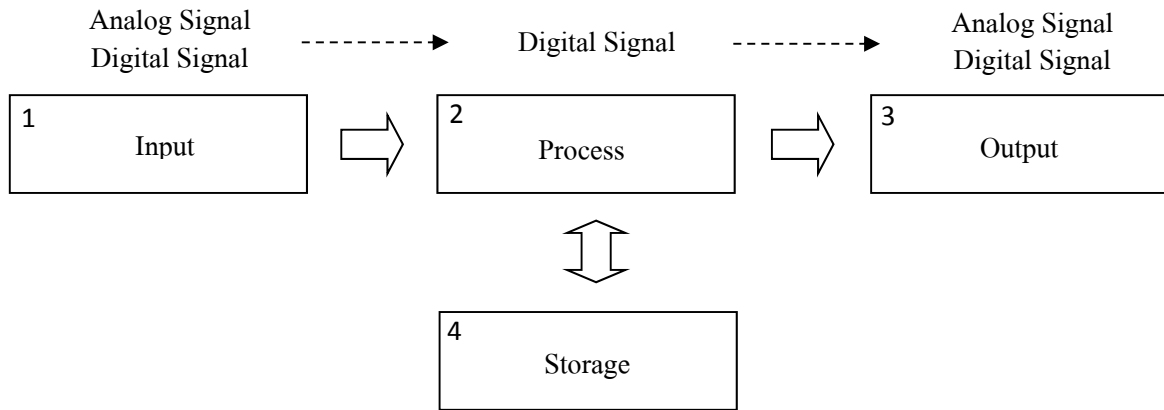 Analog Signal
Digital Signal
Digital Signal
Analog Signal
Digital Signal
1
Input
2
Process
3
Output
4
Storage